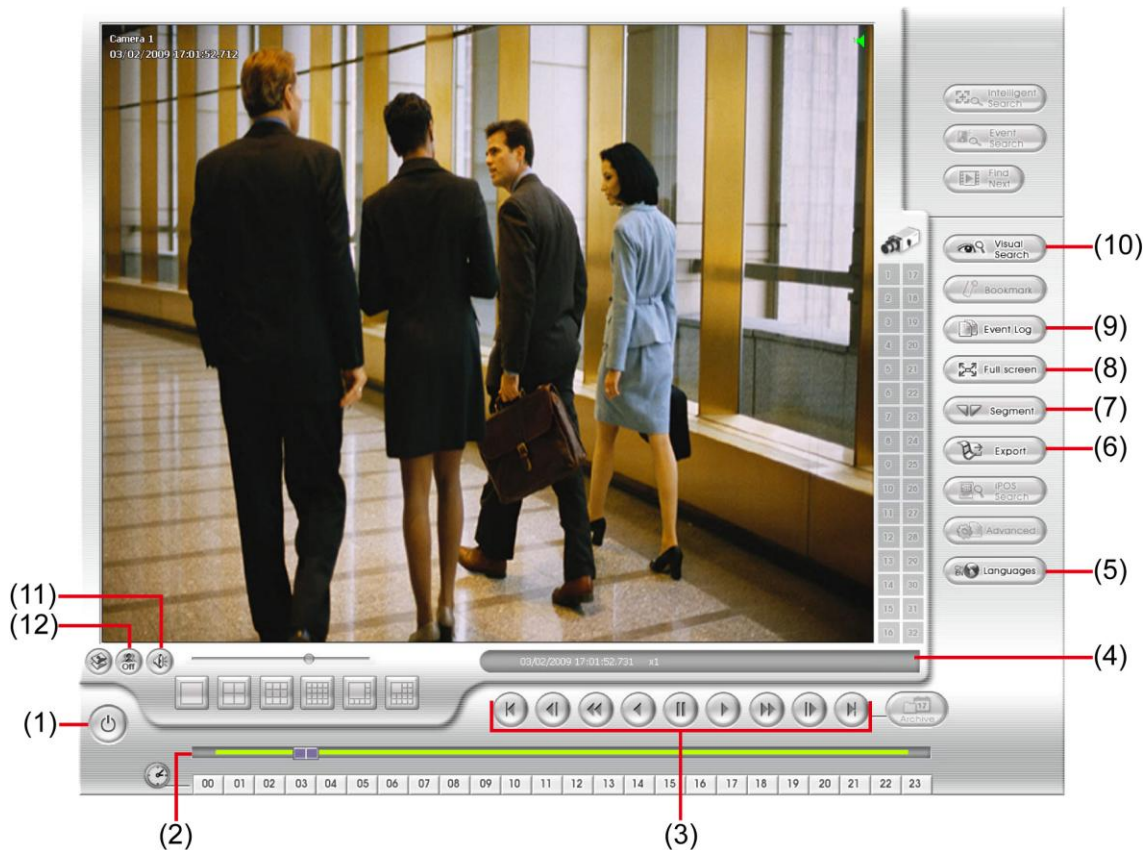 Camera 1
03/02/2009 17:01:52.712
Intelligent
Search
Event
Search
Find
Next
Visual
Search
(10)
Bookmark
Event Log
(9)
Full screen
(8)
Segment
(7)
Export
(6)
iPOS
Search
Advanced
Languages
(5)
1 17
2 18
3 19
4 20
5 21
6 22
7 23
8 24
9 25
10 26
11 27
12 28
13 29
14 30
15 31
16 32
(11)
(12)
Off
03/02/2009 17:01:52.731 x1
(4)
(1)
17
Archive
00 01 02 03 04 05 06 07 08 09 10 11 12 13 14 15 16 17 18 19 20 21 22 23
(2)
(3)